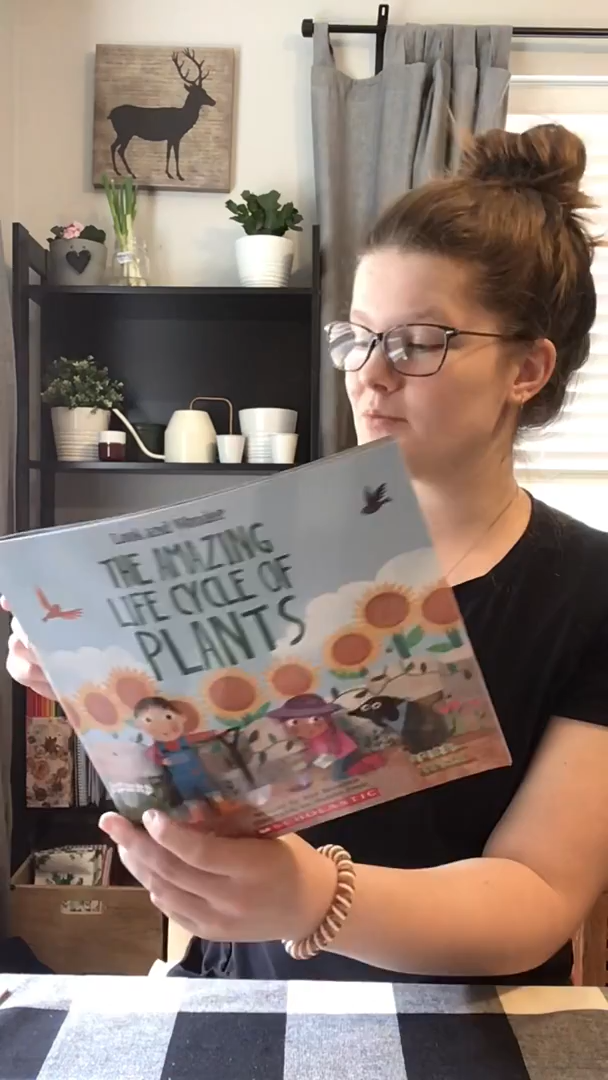 Look and Wonder
THE AMAZING
LIFE CYCLE OF
PLANTS
SCHOLASTIC